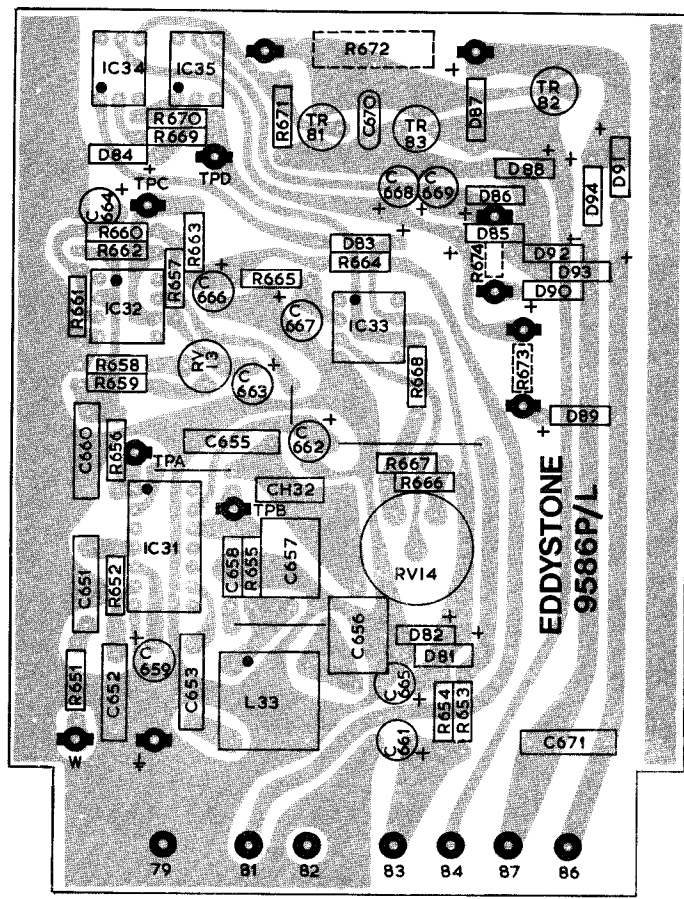 IC34
IC35
R672
R670
R669
R671
TR
81
C670
TR
83
D87
TR
82
D84
TPC
TPD
C
664
C
668
C
669
D88
D86
D91
D94
R660
R662
R663
R657
D83
R664
D85
R674
D92
D93
D90
R661
IC32
C
666
R665
C
667
IC33
R658
R659
RV
13
C
663
R668
R673
C660
R656
C655
C
662
D89
TPA
R667
R666
CH32
TPB
IC31
C658
R655
C657
RV14
EDDYSTONE
9586P/L
C651
R652
C656
D82
D81
R651
C652
C
659
C653
L33
C
665
R654
R653
C
661
C671
W
79
81
82
83
84
87
86